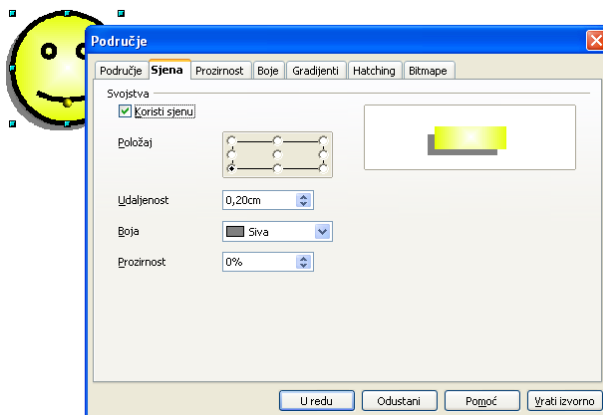 Područje
Područje Sjena Prozirnost Boje Gradijenti Hatching Bitmape
Svojstva
Koristi sjenu
Položaj
Udaljenost 0,20cm
Boja Siva
Prozirnost 0%
U redu Odustani Pomoć Vrati izvorno